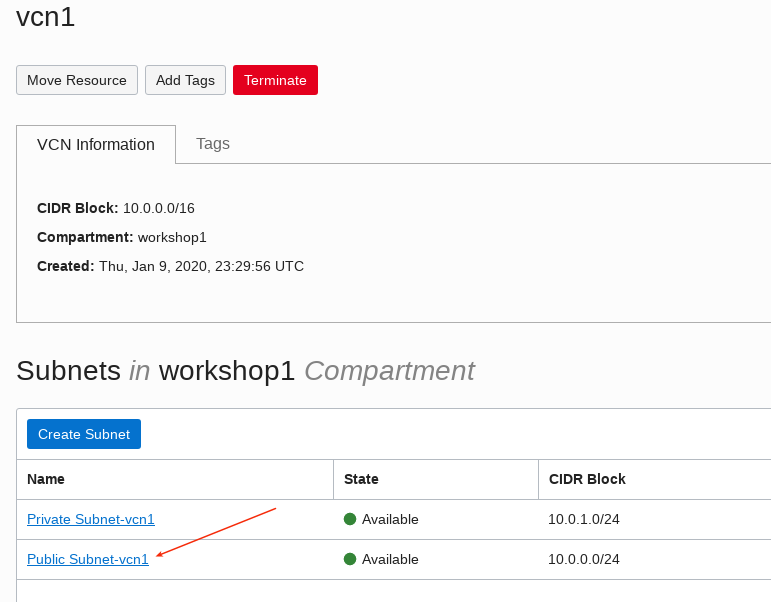 vcn1
Move Resource Add Tags Terminate
VCN Information Tags
CIDR Block: 10.0.0.0/16
Compartment: workshop1
Created: Thu, Jan 9, 2020, 23:29:56 UTC
Subnets in workshop1 Compartment
Create Subnet
Name State CIDR Block
Private Subnet-vcn1 Available 10.0.1.0/24
Public Subnet-vcn1 Available 10.0.0.0/24